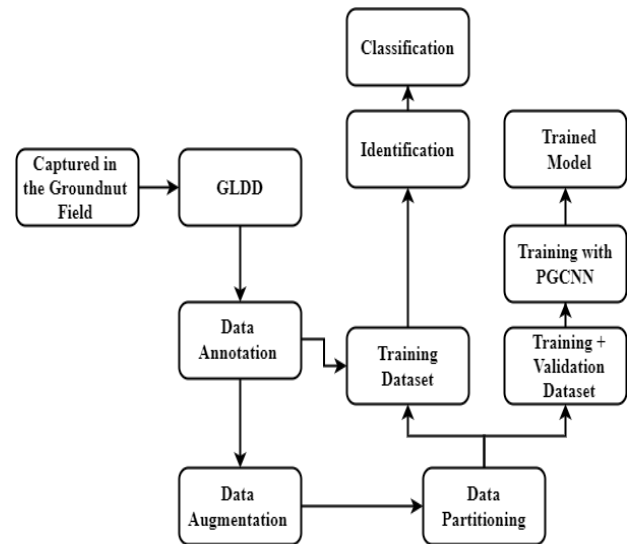 Classification
Identification
Trained
Model
Captured in
the Groundnut
Field
GLDD
Training with
PGCNN
Data
Annotation
Training
Dataset
Training +
Validation
Dataset
Data
Augmentation
Data
Partitioning